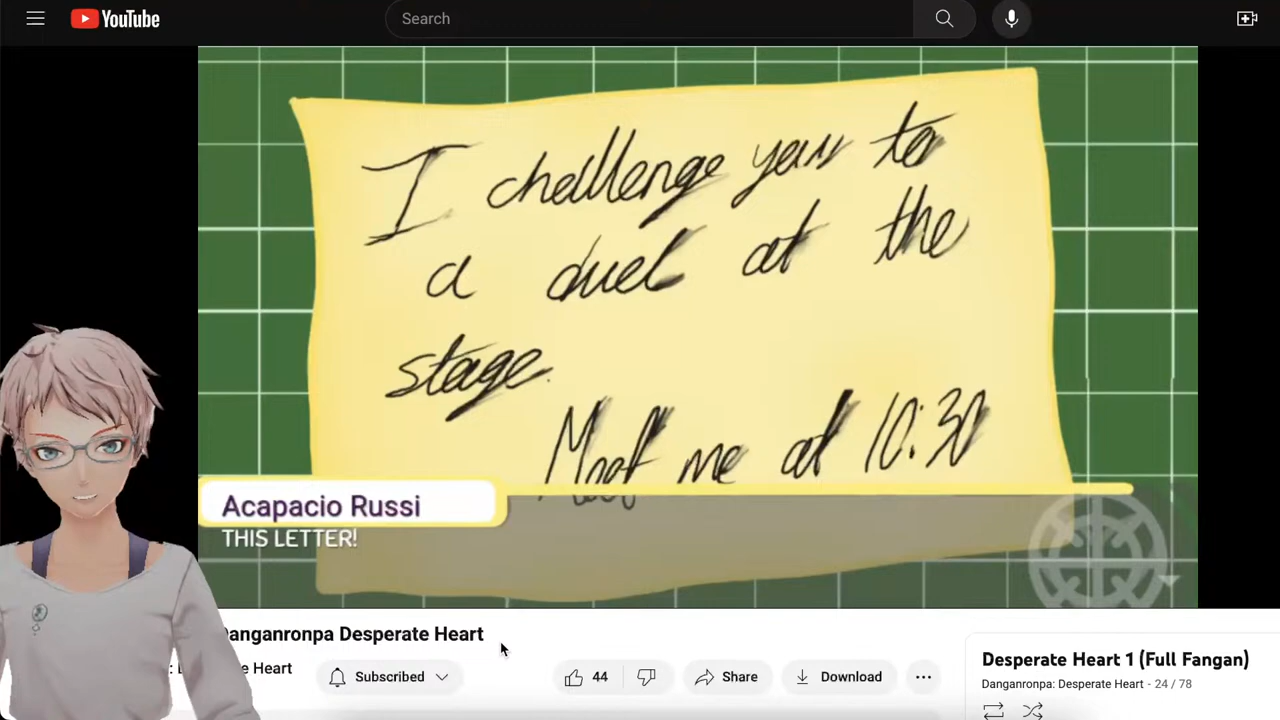 YouTube
Search
I challenge you to
a duel at the
stage.
Meet me at 10:30
Acapacio Russi
THIS LETTER!
Danganronpa Desperate Heart
e Heart
Subscribed
44
Share
Download
Desperate Heart 1 (Full Fangan)
Danganronpa: Desperate Heart - 24 / 78